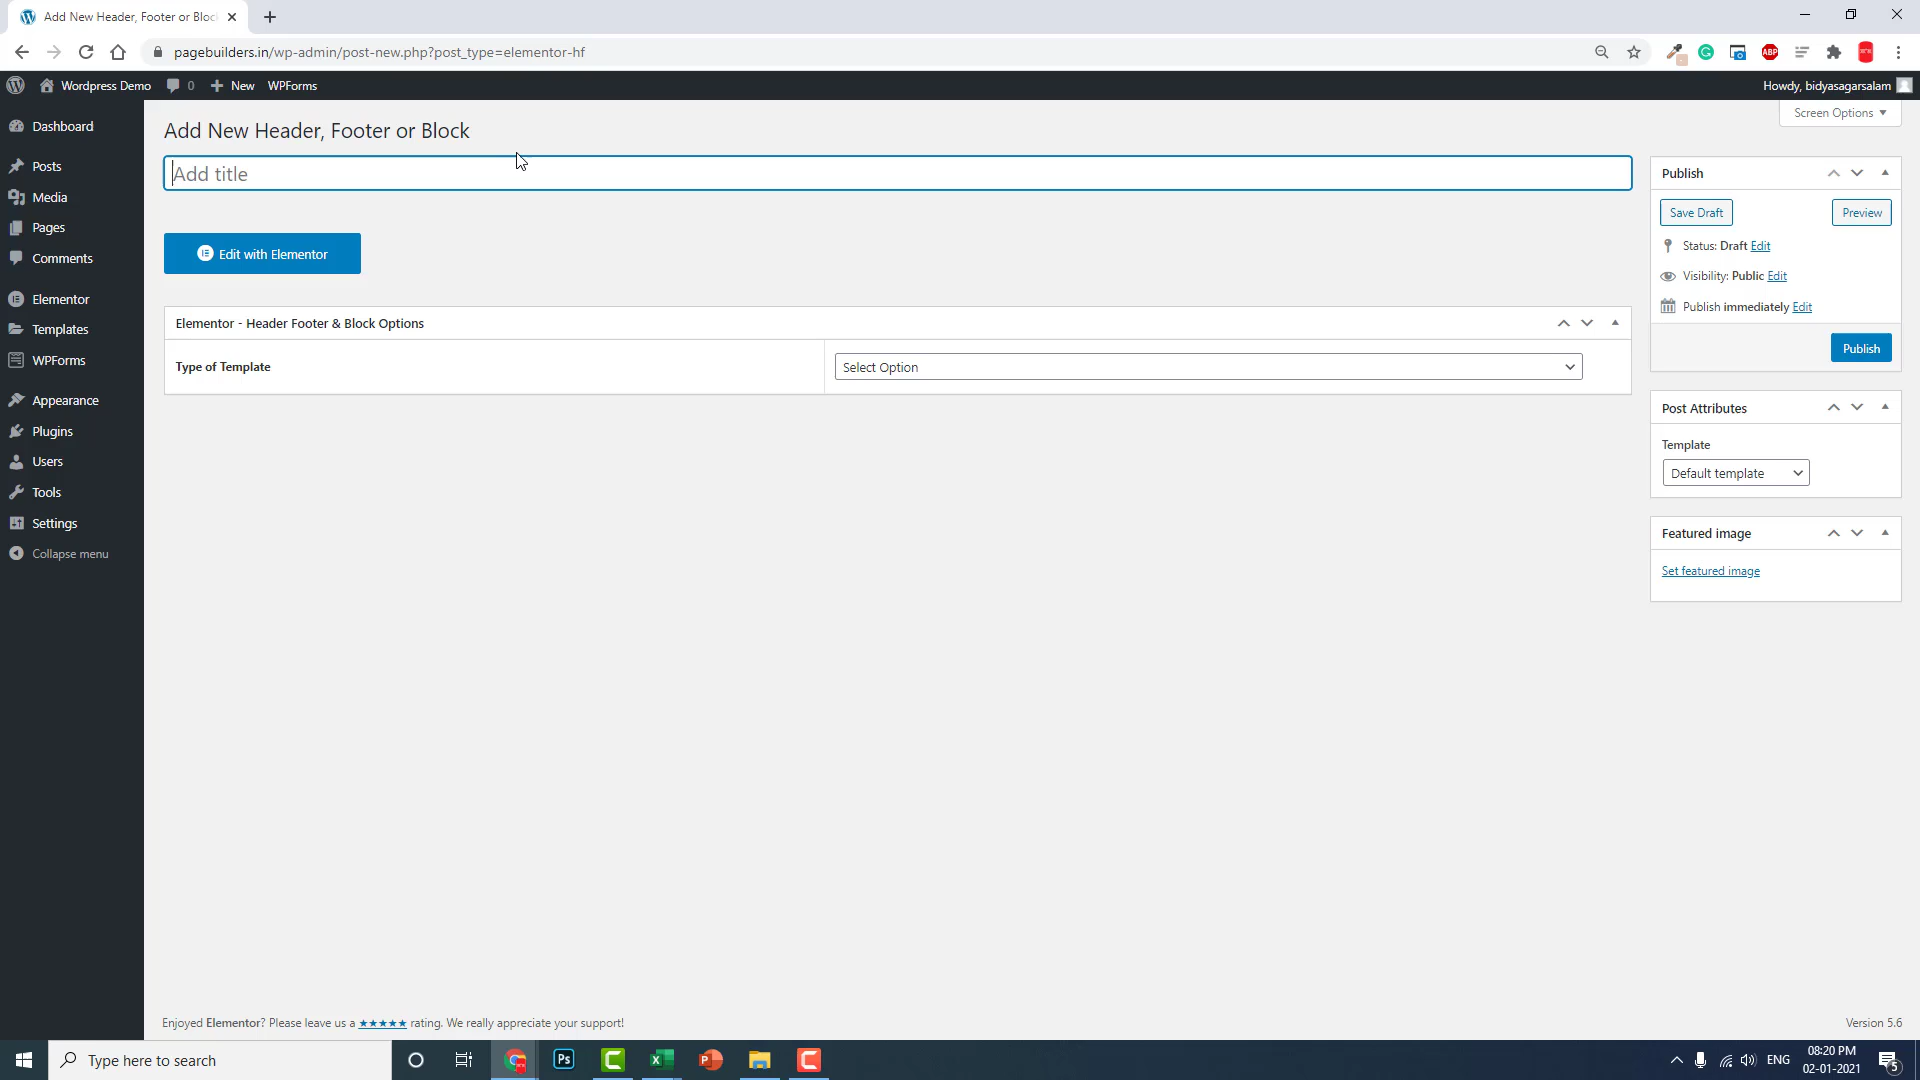 Add New Header, Footer or Bloc
pagebuilders.in/wp-admin/post-new.php?post_type=elementor-hf
ABP
Wordpress Demo 0 New WPForms
Howdy, bidyasagarsalam
Screen Options
Dashboard
Posts
Media
Pages
Comments
Elementor
Templates
WPForms
Appearance
Plugins
Users
Tools
Settings
Collapse menu
Add New Header, Footer or Block
Add title
Edit with Elementor
Elementor - Header Footer & Block Options
Type of Template
Select Option
Publish
Save Draft
Preview
Status: Draft Edit
Visibility: Public Edit
Publish immediately Edit
Publish
Post Attributes
Template
Default template
Featured image
Set featured image
Enjoyed Elementor? Please leave us a ★★★★★ rating. We really appreciate your support!
Version 5.6
Type here to search
Ps
ENG
08:20 PM
02-01-2021
5